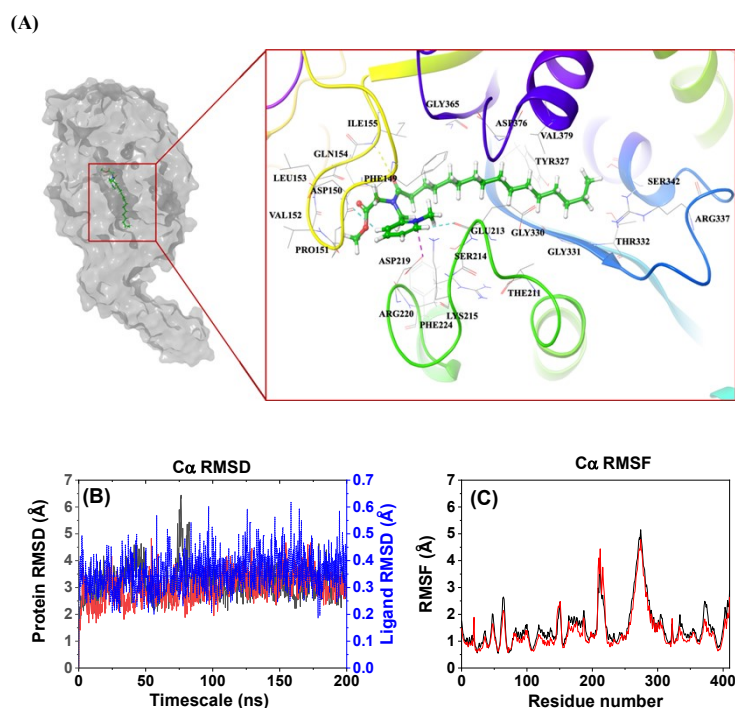 (A)
GLY365
ASP376
VAL379
ILE155
GLN154
TYR327
LEU153
PHE149
ASP150
SER342
VAL152
ARG337
GLU213
GLY330
PRO151
GLY331
THR332
ASP219
SER214
THE211
ARG220
LYS215
PHE224
Cα RMSD
Cα RMSF
(B)
(C)
Protein RMSD (Å)
7
6
5
4
3
2
1
0
0.7
0.6
0.5
0.4
0.3
0.2
0.1
0.0
Ligand RMSD (Å)
0 50 100 150 200
Timescale (ns)
RMSF (Å)
7
6
5
4
3
2
1
0
0 100 200 300 400
Residue number